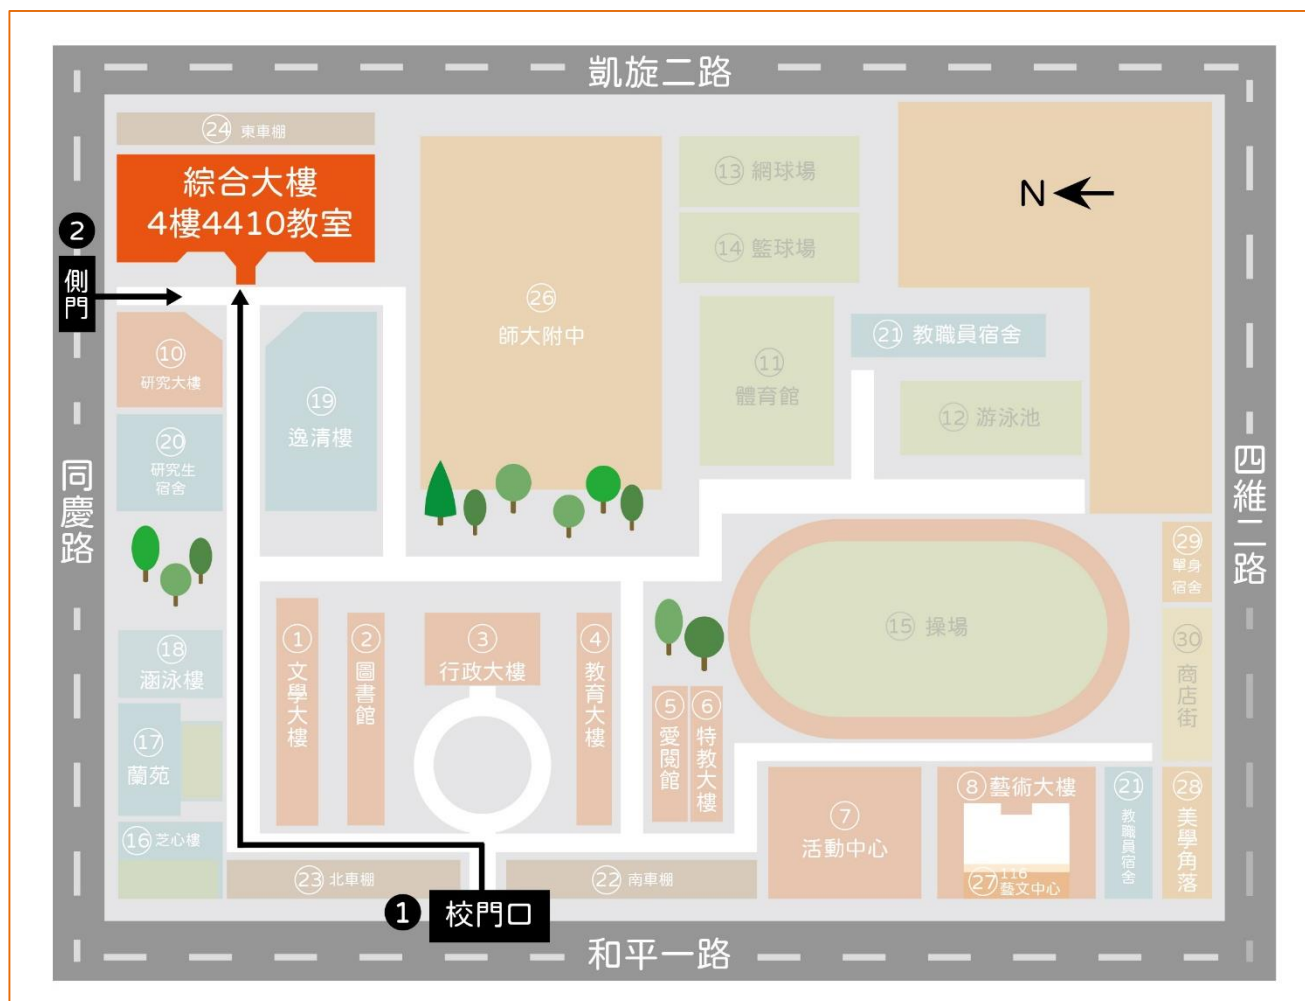 凱旋二路
24 東車棚
綜合大樓
4樓4410教室
2
側門
N
13 網球場
14 籃球場
26
師大附中
21 教職員宿舍
10
研究大樓
19
逸清樓
11
體育館
12 游泳池
20
研究生
宿舍
同慶路
四維二路
29
單身
宿舍
1
文學大樓
2
圖書館
3
行政大樓
4
教育大樓
15 操場
18
涵泳樓
30
商店街
5
愛閱館
6
特教大樓
17
蘭苑
7
活動中心
8 藝術大樓
21
教職員宿舍
28
美學角落
16 芝心樓
23 北車棚
22 南車棚
27 116
藝文中心
1
校門口
和平一路